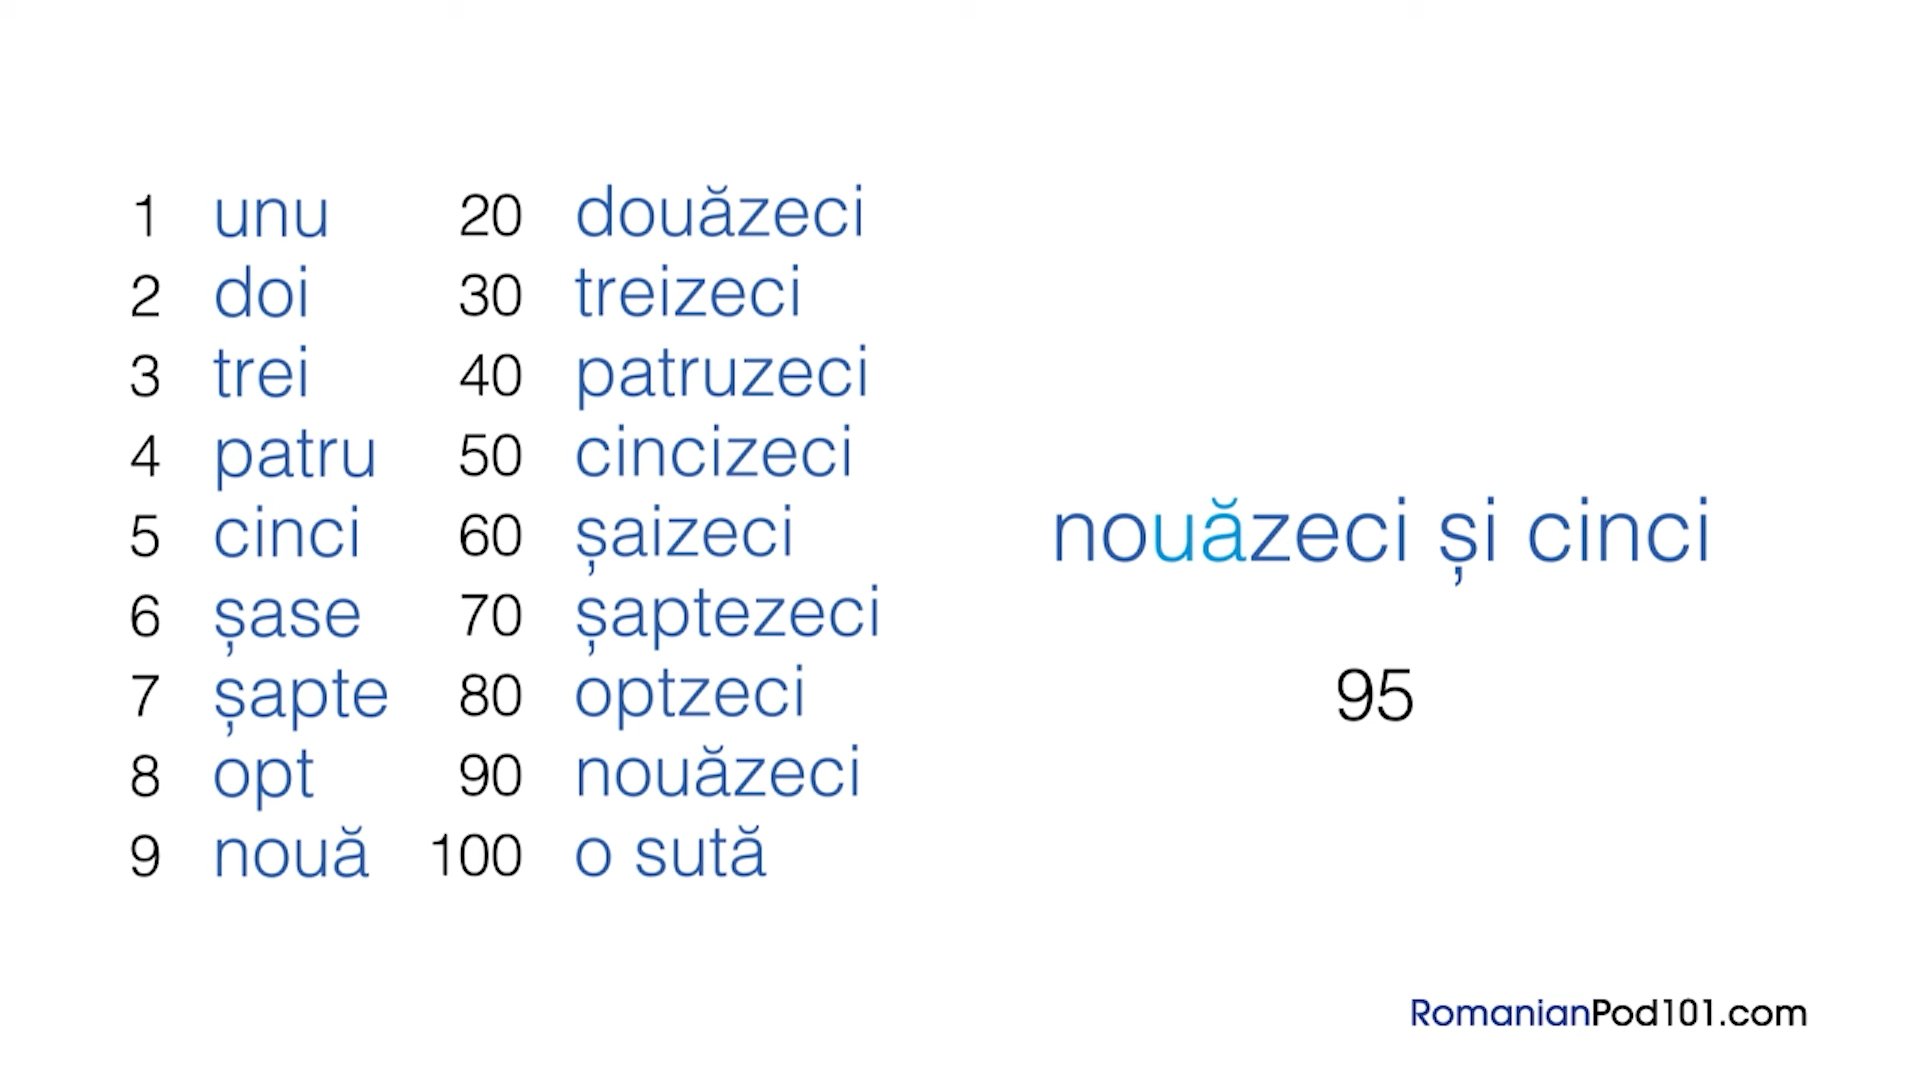 1 unu 20 douăzeci
2 doi 30 treizeci
3 trei 40 patruzeci
4 patru 50 cincizeci
5 cinci 60 șaizeci
6 șase 70 șaptezeci
7 șapte 80 optzeci
8 opt 90 nouăzeci
9 nouă 100 o sută
nouăzeci și cinci
95
RomanianPod101.com